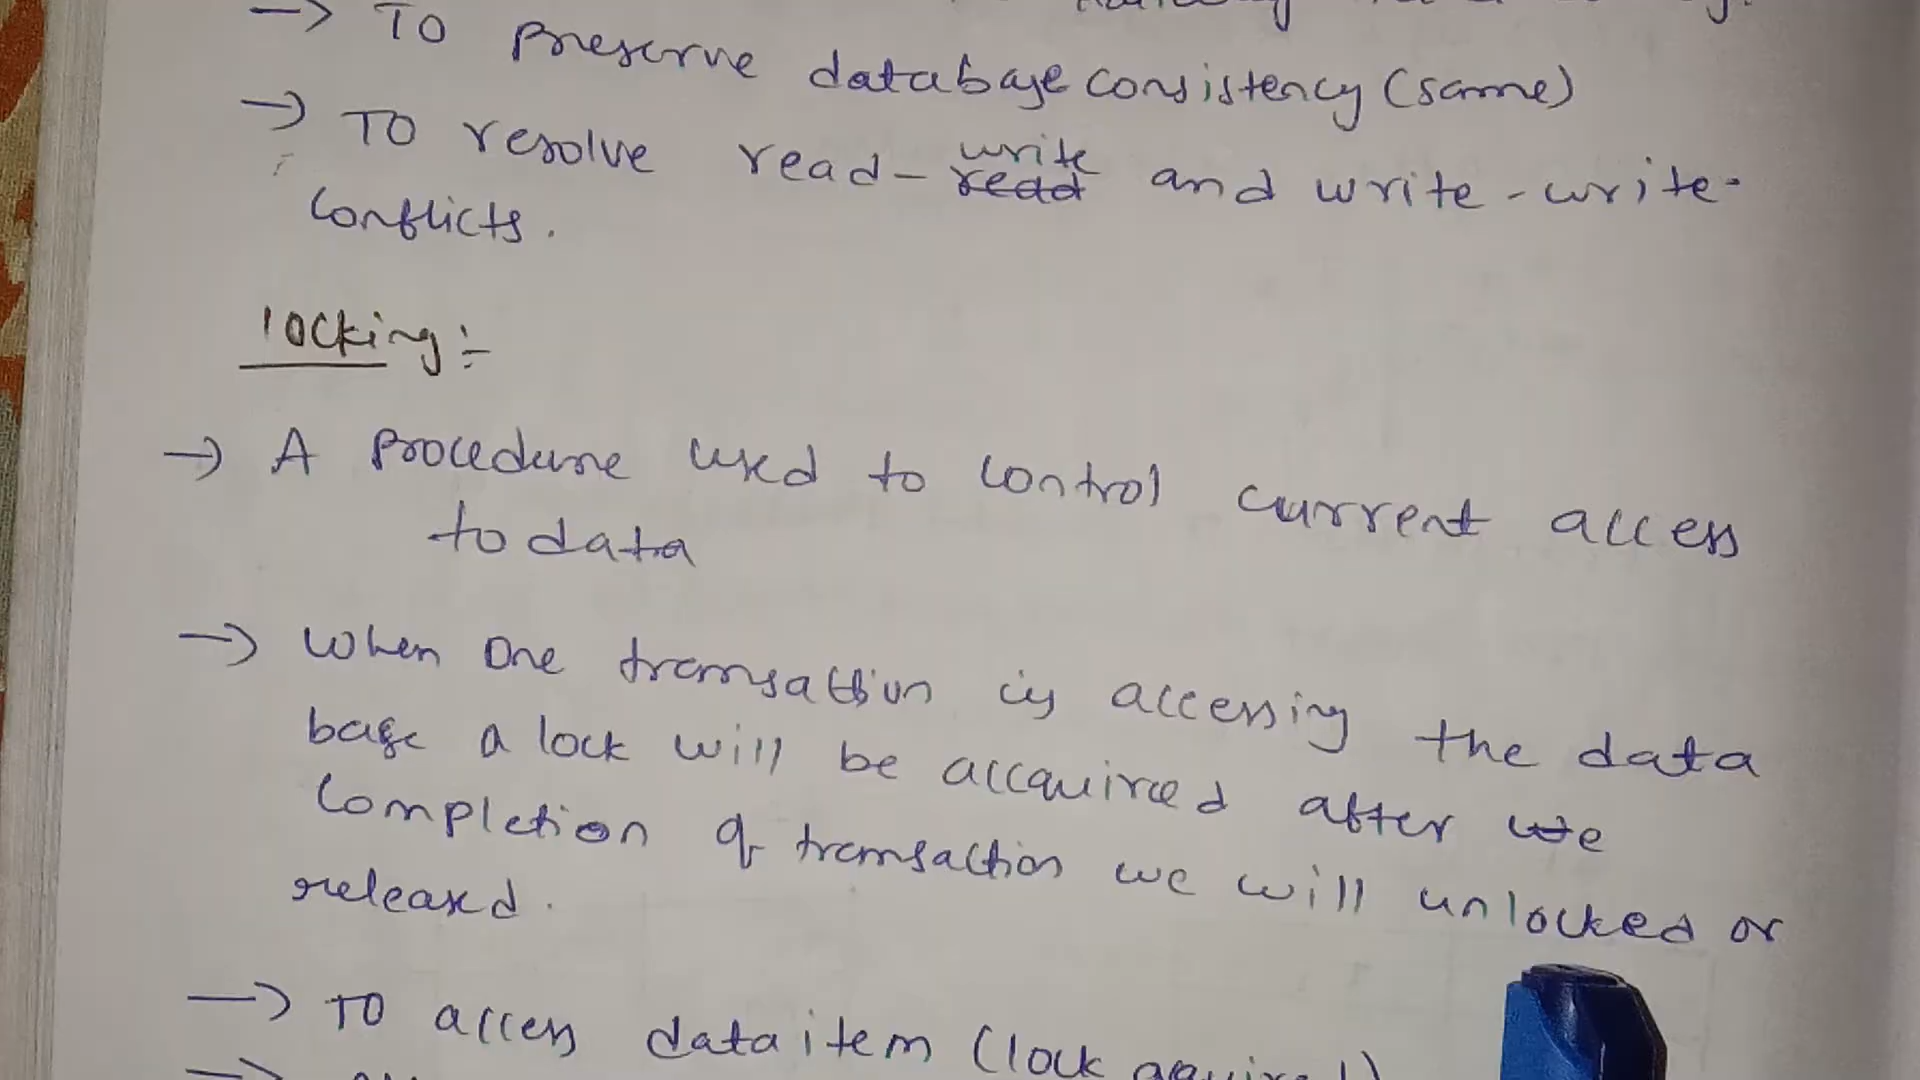 → To preserve database consistency (same)
→ To resolve read-write and write-write-
conflicts.
locking :-
→ A procedure used to control current access
to data
→ when one transaction is accessing the data
base a lock will be accquired after we
completion of transaction we will unlocked or
released.
→ To access data item (lock